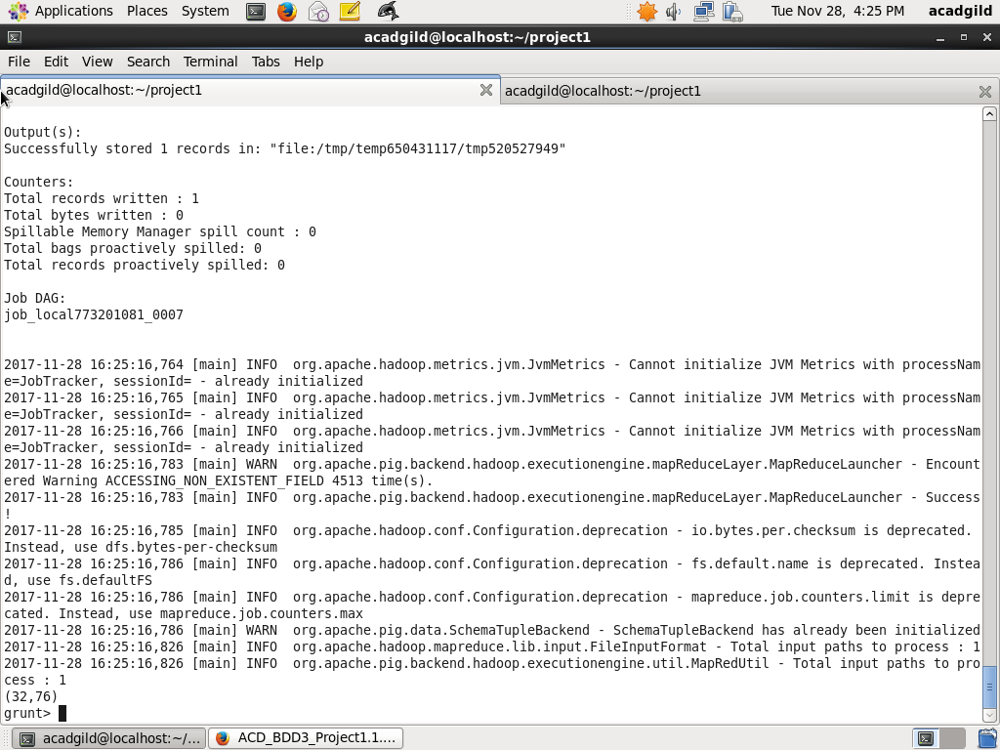 Applications Places System Tue Nov 28, 4:25 PM acadgild
acadgild@localhost:~/project1
File Edit View Search Terminal Tabs Help
acadgild@localhost:~/project1 acadgild@localhost:~/project1
Output(s):
Successfully stored 1 records in: "file:/tmp/temp650431117/tmp520527949"
Counters:
Total records written : 1
Total bytes written : 0
Spillable Memory Manager spill count : 0
Total bags proactively spilled: 0
Total records proactively spilled: 0
Job DAG:
job_local773201081_0007
2017-11-28 16:25:16,764 [main] INFO  org.apache.hadoop.metrics.jvm.JvmMetrics - Cannot initialize JVM Metrics with processNam
e=JobTracker, sessionId= - already initialized
2017-11-28 16:25:16,765 [main] INFO  org.apache.hadoop.metrics.jvm.JvmMetrics - Cannot initialize JVM Metrics with processNam
e=JobTracker, sessionId= - already initialized
2017-11-28 16:25:16,766 [main] INFO  org.apache.hadoop.metrics.jvm.JvmMetrics - Cannot initialize JVM Metrics with processNam
e=JobTracker, sessionId= - already initialized
2017-11-28 16:25:16,783 [main] WARN  org.apache.pig.backend.hadoop.executionengine.mapReduceLayer.MapReduceLauncher - Encount
ered Warning ACCESSING_NON_EXISTENT_FIELD 4513 time(s).
2017-11-28 16:25:16,783 [main] INFO  org.apache.pig.backend.hadoop.executionengine.mapReduceLayer.MapReduceLauncher - Success
!
2017-11-28 16:25:16,785 [main] INFO  org.apache.hadoop.conf.Configuration.deprecation - io.bytes.per.checksum is deprecated.
Instead, use dfs.bytes-per-checksum
2017-11-28 16:25:16,786 [main] INFO  org.apache.hadoop.conf.Configuration.deprecation - fs.default.name is deprecated. Instea
d, use fs.defaultFS
2017-11-28 16:25:16,786 [main] INFO  org.apache.hadoop.conf.Configuration.deprecation - mapreduce.job.counters.limit is depre
cated. Instead, use mapreduce.job.counters.max
2017-11-28 16:25:16,786 [main] WARN  org.apache.pig.data.SchemaTupleBackend - SchemaTupleBackend has already been initialized
2017-11-28 16:25:16,826 [main] INFO  org.apache.hadoop.mapreduce.lib.input.FileInputFormat - Total input paths to process : 1
2017-11-28 16:25:16,826 [main] INFO  org.apache.pig.backend.hadoop.executionengine.util.MapRedUtil - Total input paths to pro
cess : 1
(32,76)
grunt>
acadgild@localhost:~/... ACD_BDD3_Project1.1....